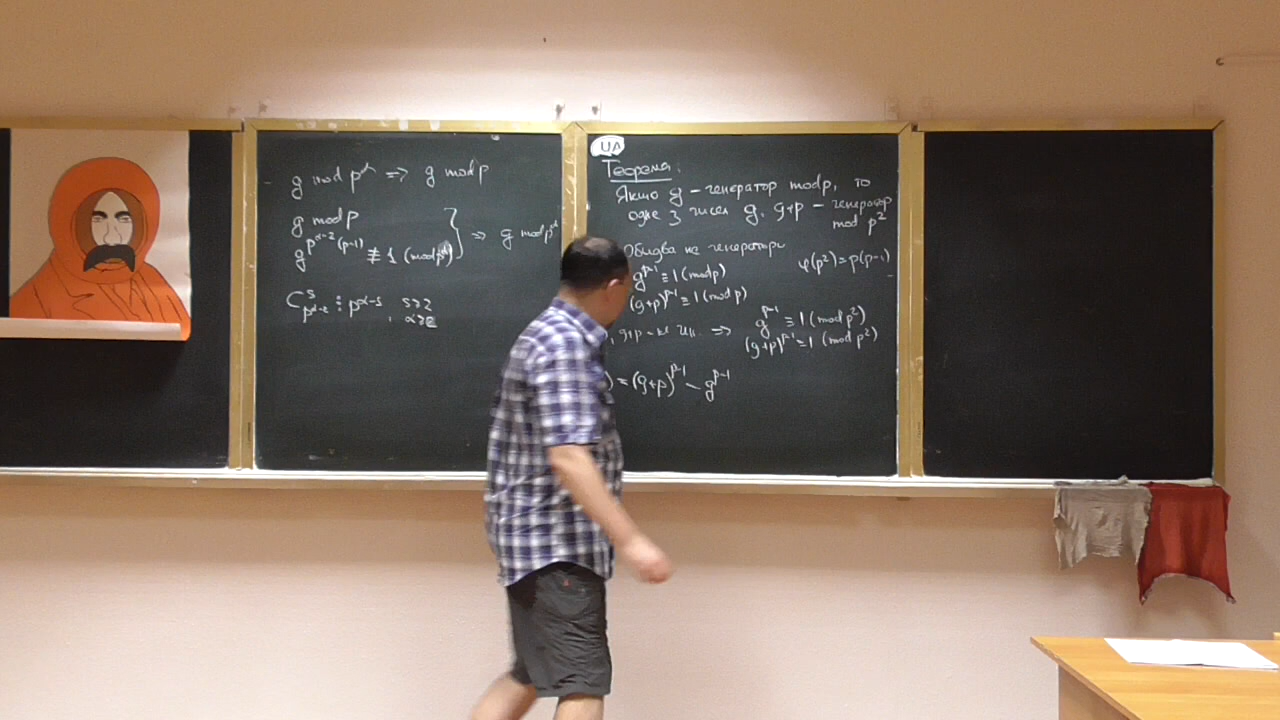 g mod p^α ⇒ g mod p
g mod p
g^{p^{α-2}(p-1)} ≢ 1 (mod p^α) } ⇒ g mod p^α
C^s_{p^{α-2}} ⋮ p^{α-s} s≥2
, α≥2
UA
Теорема:
Якщо g – генератор mod p, то
одне з чисел g, g+p – генератор
mod p²
Обидва не генератори
φ(p²)=p(p-1)
g^{p-1} ≡ 1 (mod p)
(g+p)^{p-1} ≡ 1 (mod p)
, g+p – не ⇒ g^{p-1} ≡ 1 (mod p²)
(g+p)^{p-1} ≡ 1 (mod p²)
) = (g+p)^{p-1} – g^{p-1}